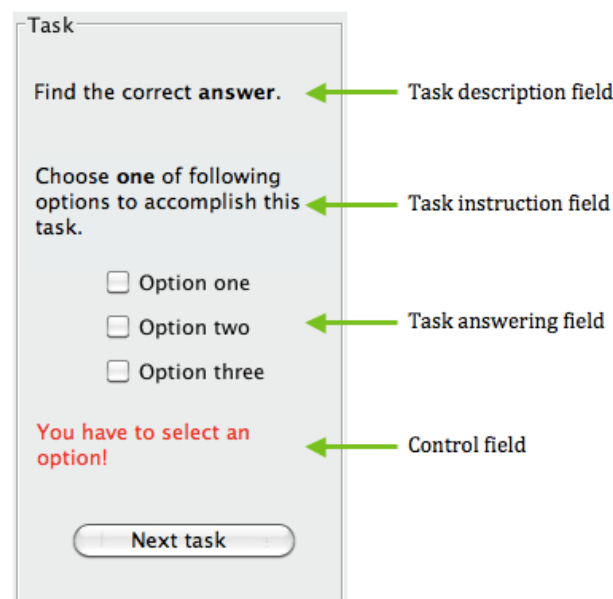 Task
Find the correct answer.
Task description field
Choose one of following
options to accomplish this
task.
Task instruction field
Option one
Option two
Option three
Task answering field
You have to select an
option!
Control field
Next task